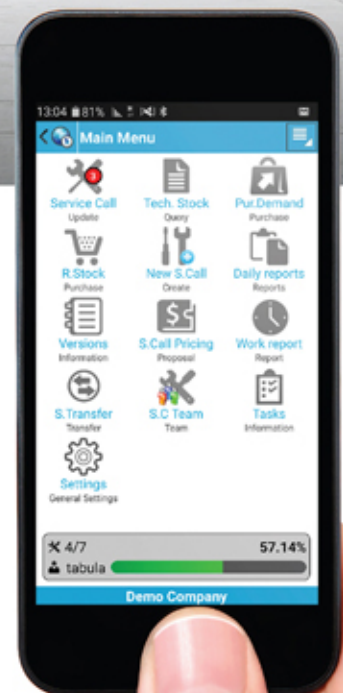 13:04 81%
Main Menu
3
Service Call Tech. Stock Pur.Demand
Update Query Purchase
R.Stock New S.Call Daily reports
Purchase Create Reports
Versions S.Call Pricing Work report
Information Proposal Report
S.Transfer S.C Team Tasks
Transfer Team Information
Settings
General Settings
4/7 57.14%
tabula
Demo Company